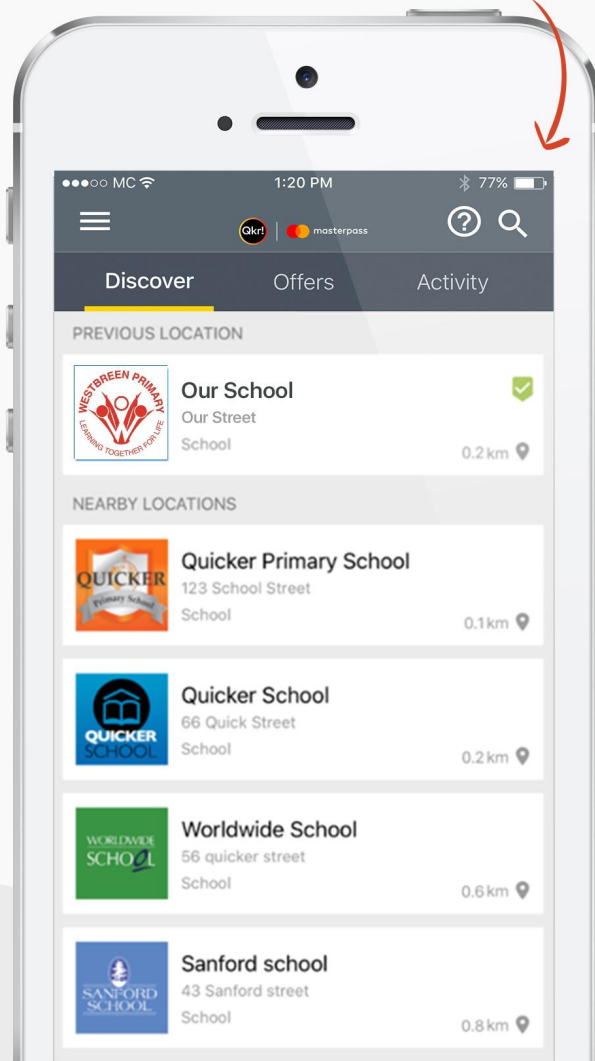 MC
1:20 PM
77%
Qkr!
masterpass
Discover
Offers
Activity
PREVIOUS LOCATION
WESTBREEN PRIMARY
LEARNING TOGETHER FOR LIFE
Our School
Our Street
School
0.2 km
NEARBY LOCATIONS
QUICKER
Primary School
Quicker Primary School
123 School Street
School
0.1 km
QUICKER
SCHOOL
Quicker School
66 Quick Street
School
0.2 km
WORLDWIDE
SCHOOL
Worldwide School
56 quicker street
School
0.6 km
SANFORD
SCHOOL
Sanford school
43 Sanford street
School
0.8 km